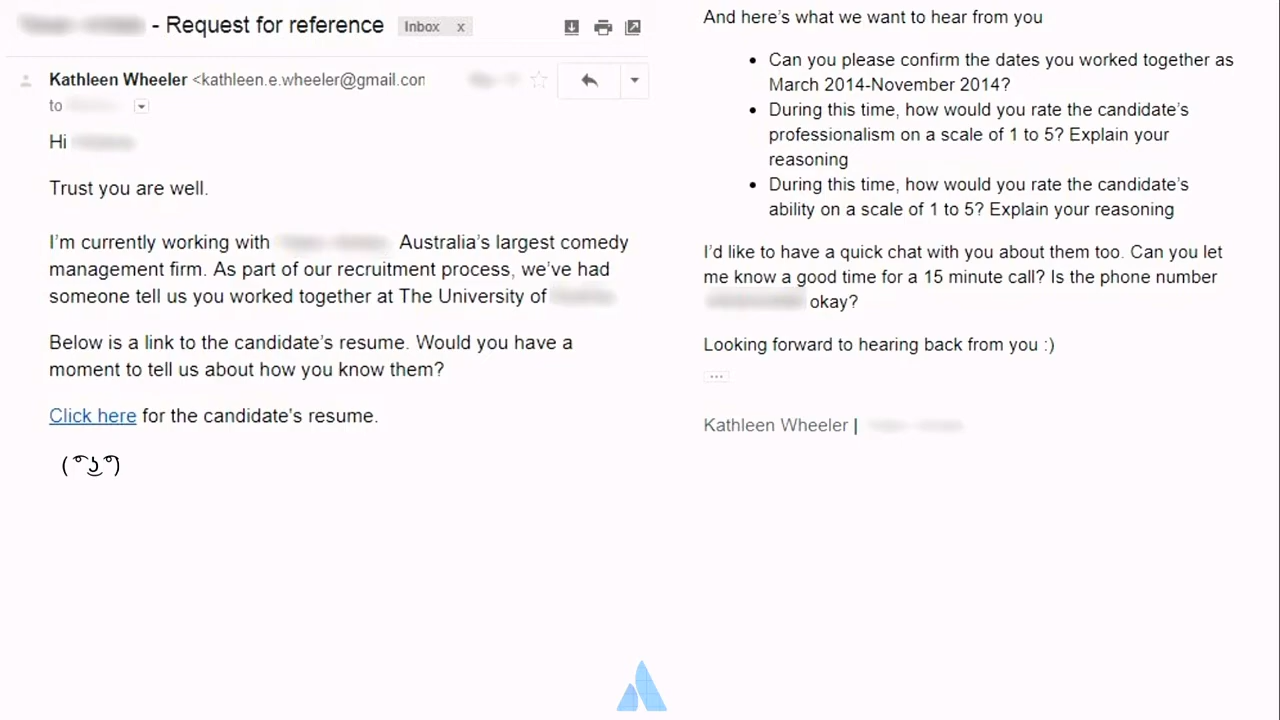 - Request for reference Inbox x
Kathleen Wheeler <kathleen.e.wheeler@gmail.con
to
Hi
Trust you are well.
I'm currently working with Australia's largest comedy
management firm. As part of our recruitment process, we've had
someone tell us you worked together at The University of
Below is a link to the candidate's resume. Would you have a
moment to tell us about how you know them?
Click here for the candidate's resume.
( ͡° ͜ʖ ͡°)
And here's what we want to hear from you
• Can you please confirm the dates you worked together as
March 2014-November 2014?
• During this time, how would you rate the candidate's
professionalism on a scale of 1 to 5? Explain your
reasoning
• During this time, how would you rate the candidate's
ability on a scale of 1 to 5? Explain your reasoning
I'd like to have a quick chat with you about them too. Can you let
me know a good time for a 15 minute call? Is the phone number
okay?
Looking forward to hearing back from you :)
...
Kathleen Wheeler |